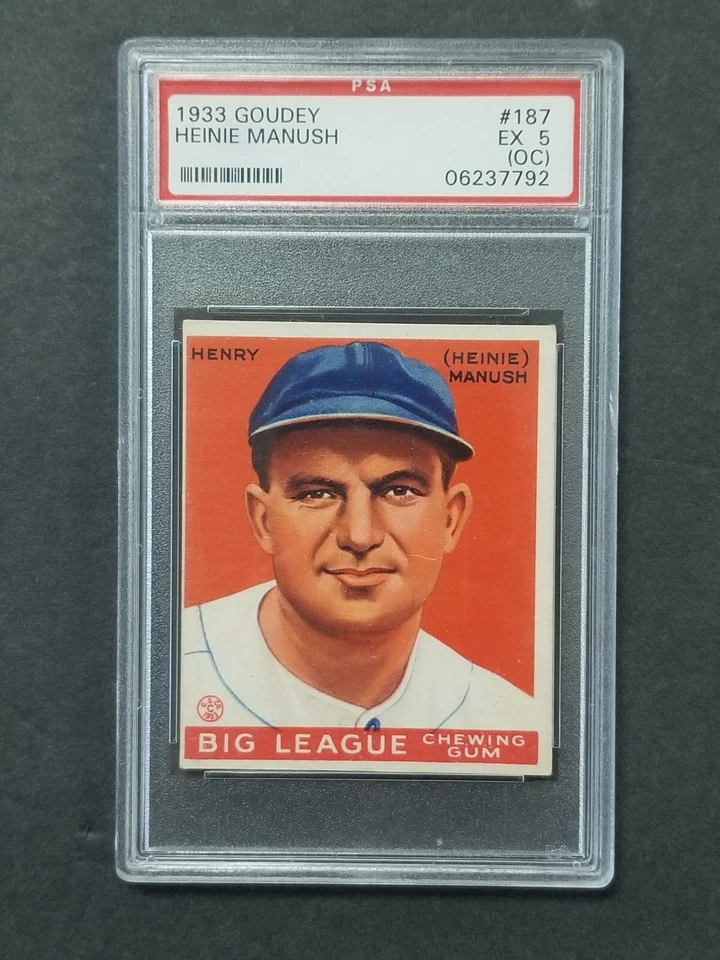 PSA
1933 GOUDEY #187
HEINIE MANUSH EX 5
(OC)
06237792
HENRY (HEINIE)
MANUSH
BIG LEAGUE CHEWING
GUM